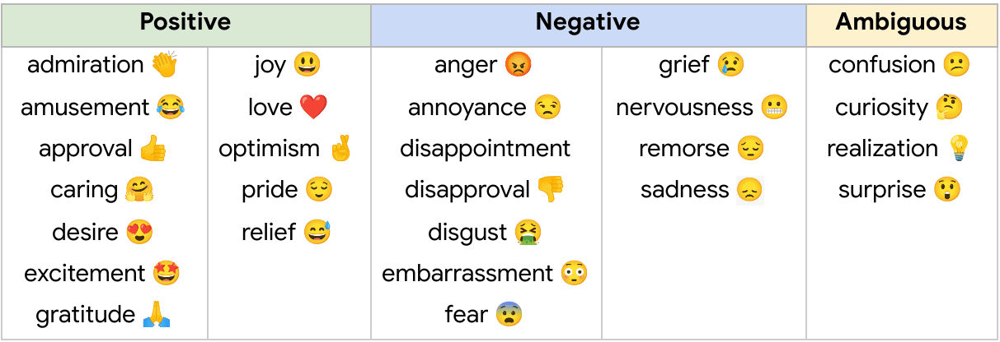 Positive Negative Ambiguous
admiration 👏 joy 😃 anger 😡 grief 😢 confusion 😕
amusement 😂 love ❤️ annoyance 😒 nervousness 😬 curiosity 🤔
approval 👍 optimism 🤞 disappointment remorse 😔 realization 💡
caring 🤗 pride 😌 disapproval 👎 sadness 😞 surprise 😲
desire 😍 relief 😅 disgust 🤮
excitement 🤩 embarrassment 😳
gratitude 🙏 fear 😨